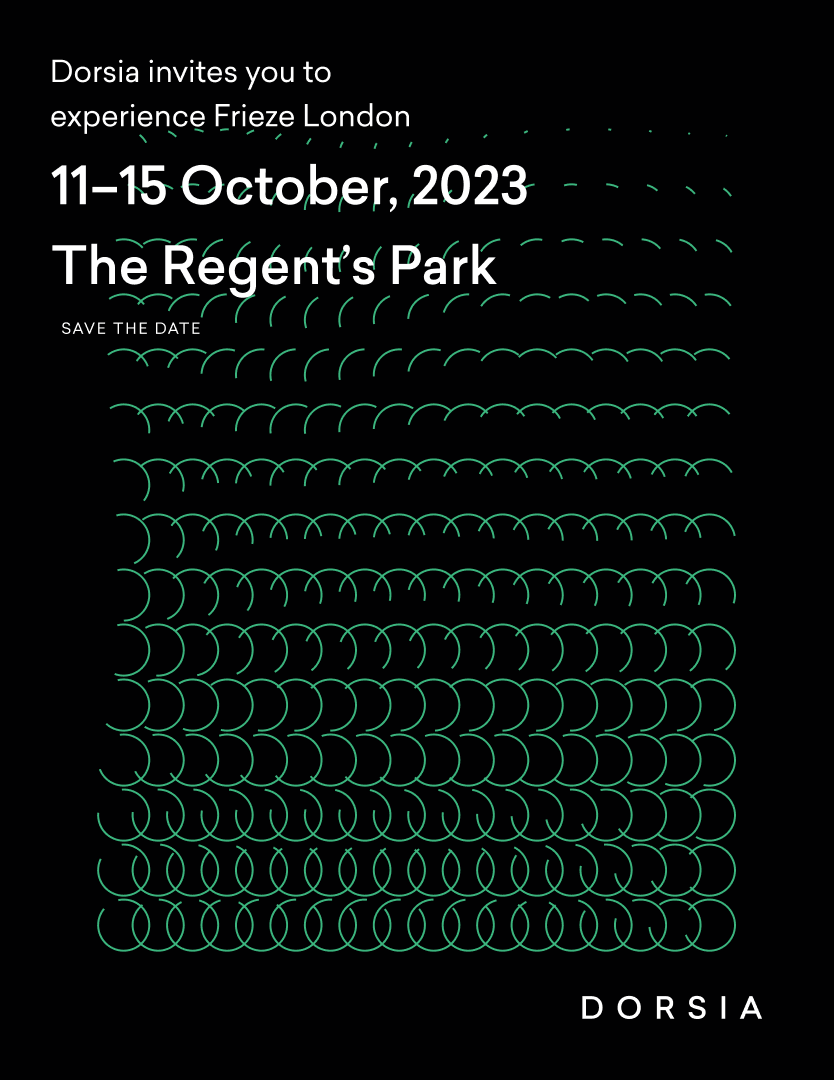 Dorsia invites you to
experience Frieze London
11–15 October, 2023
The Regent’s Park
SAVE THE DATE
DORSIA